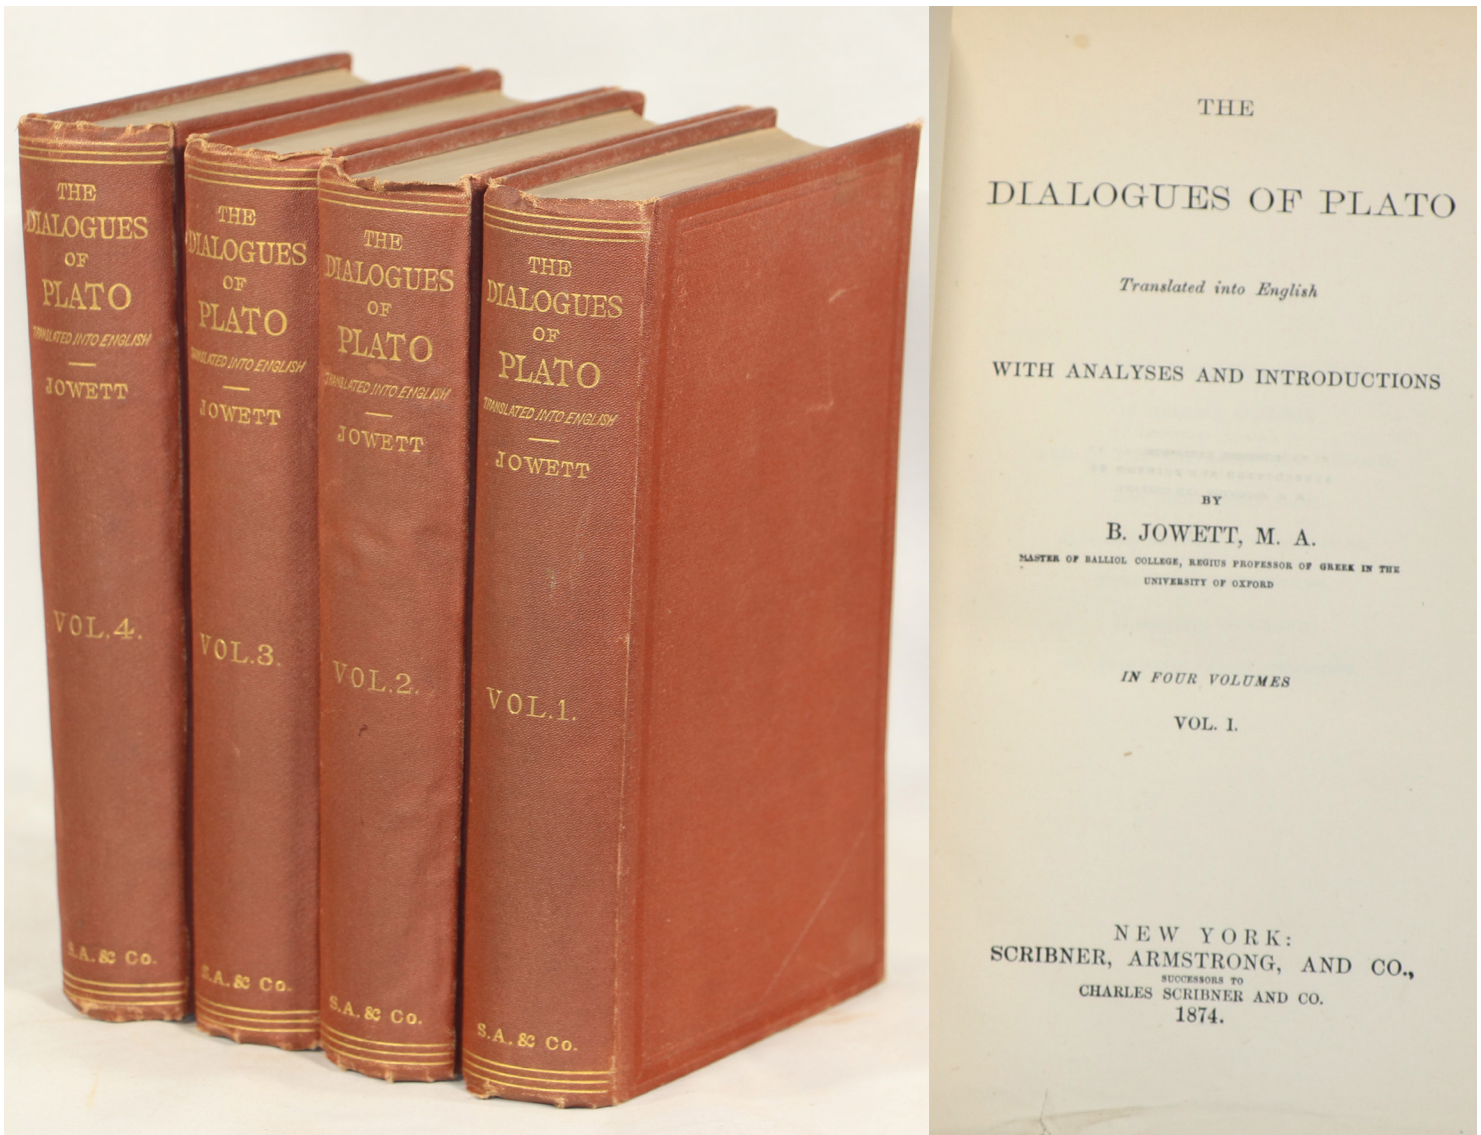 THE
DIALOGUES
OF
PLATO
TRANSLATED INTO ENGLISH
JOWETT
VOL.4.
S.A. & Co.
THE
DIALOGUES
OF
PLATO
TRANSLATED INTO ENGLISH
JOWETT
VOL.3.
S.A. & Co.
THE
DIALOGUES
OF
PLATO
TRANSLATED INTO ENGLISH
JOWETT
VOL.2.
S.A. & Co.
THE
DIALOGUES
OF
PLATO
TRANSLATED INTO ENGLISH
JOWETT
VOL.1.
S.A. & Co.
THE
DIALOGUES OF PLATO
Translated into English
WITH ANALYSES AND INTRODUCTIONS
BY
B. JOWETT, M. A.
MASTER OF BALLIOL COLLEGE, REGIUS PROFESSOR OF GREEK IN THE
UNIVERSITY OF OXFORD
IN FOUR VOLUMES
VOL. I.
NEW YORK:
SCRIBNER, ARMSTRONG, AND CO.,
SUCCESSORS TO
CHARLES SCRIBNER AND CO.
1874.